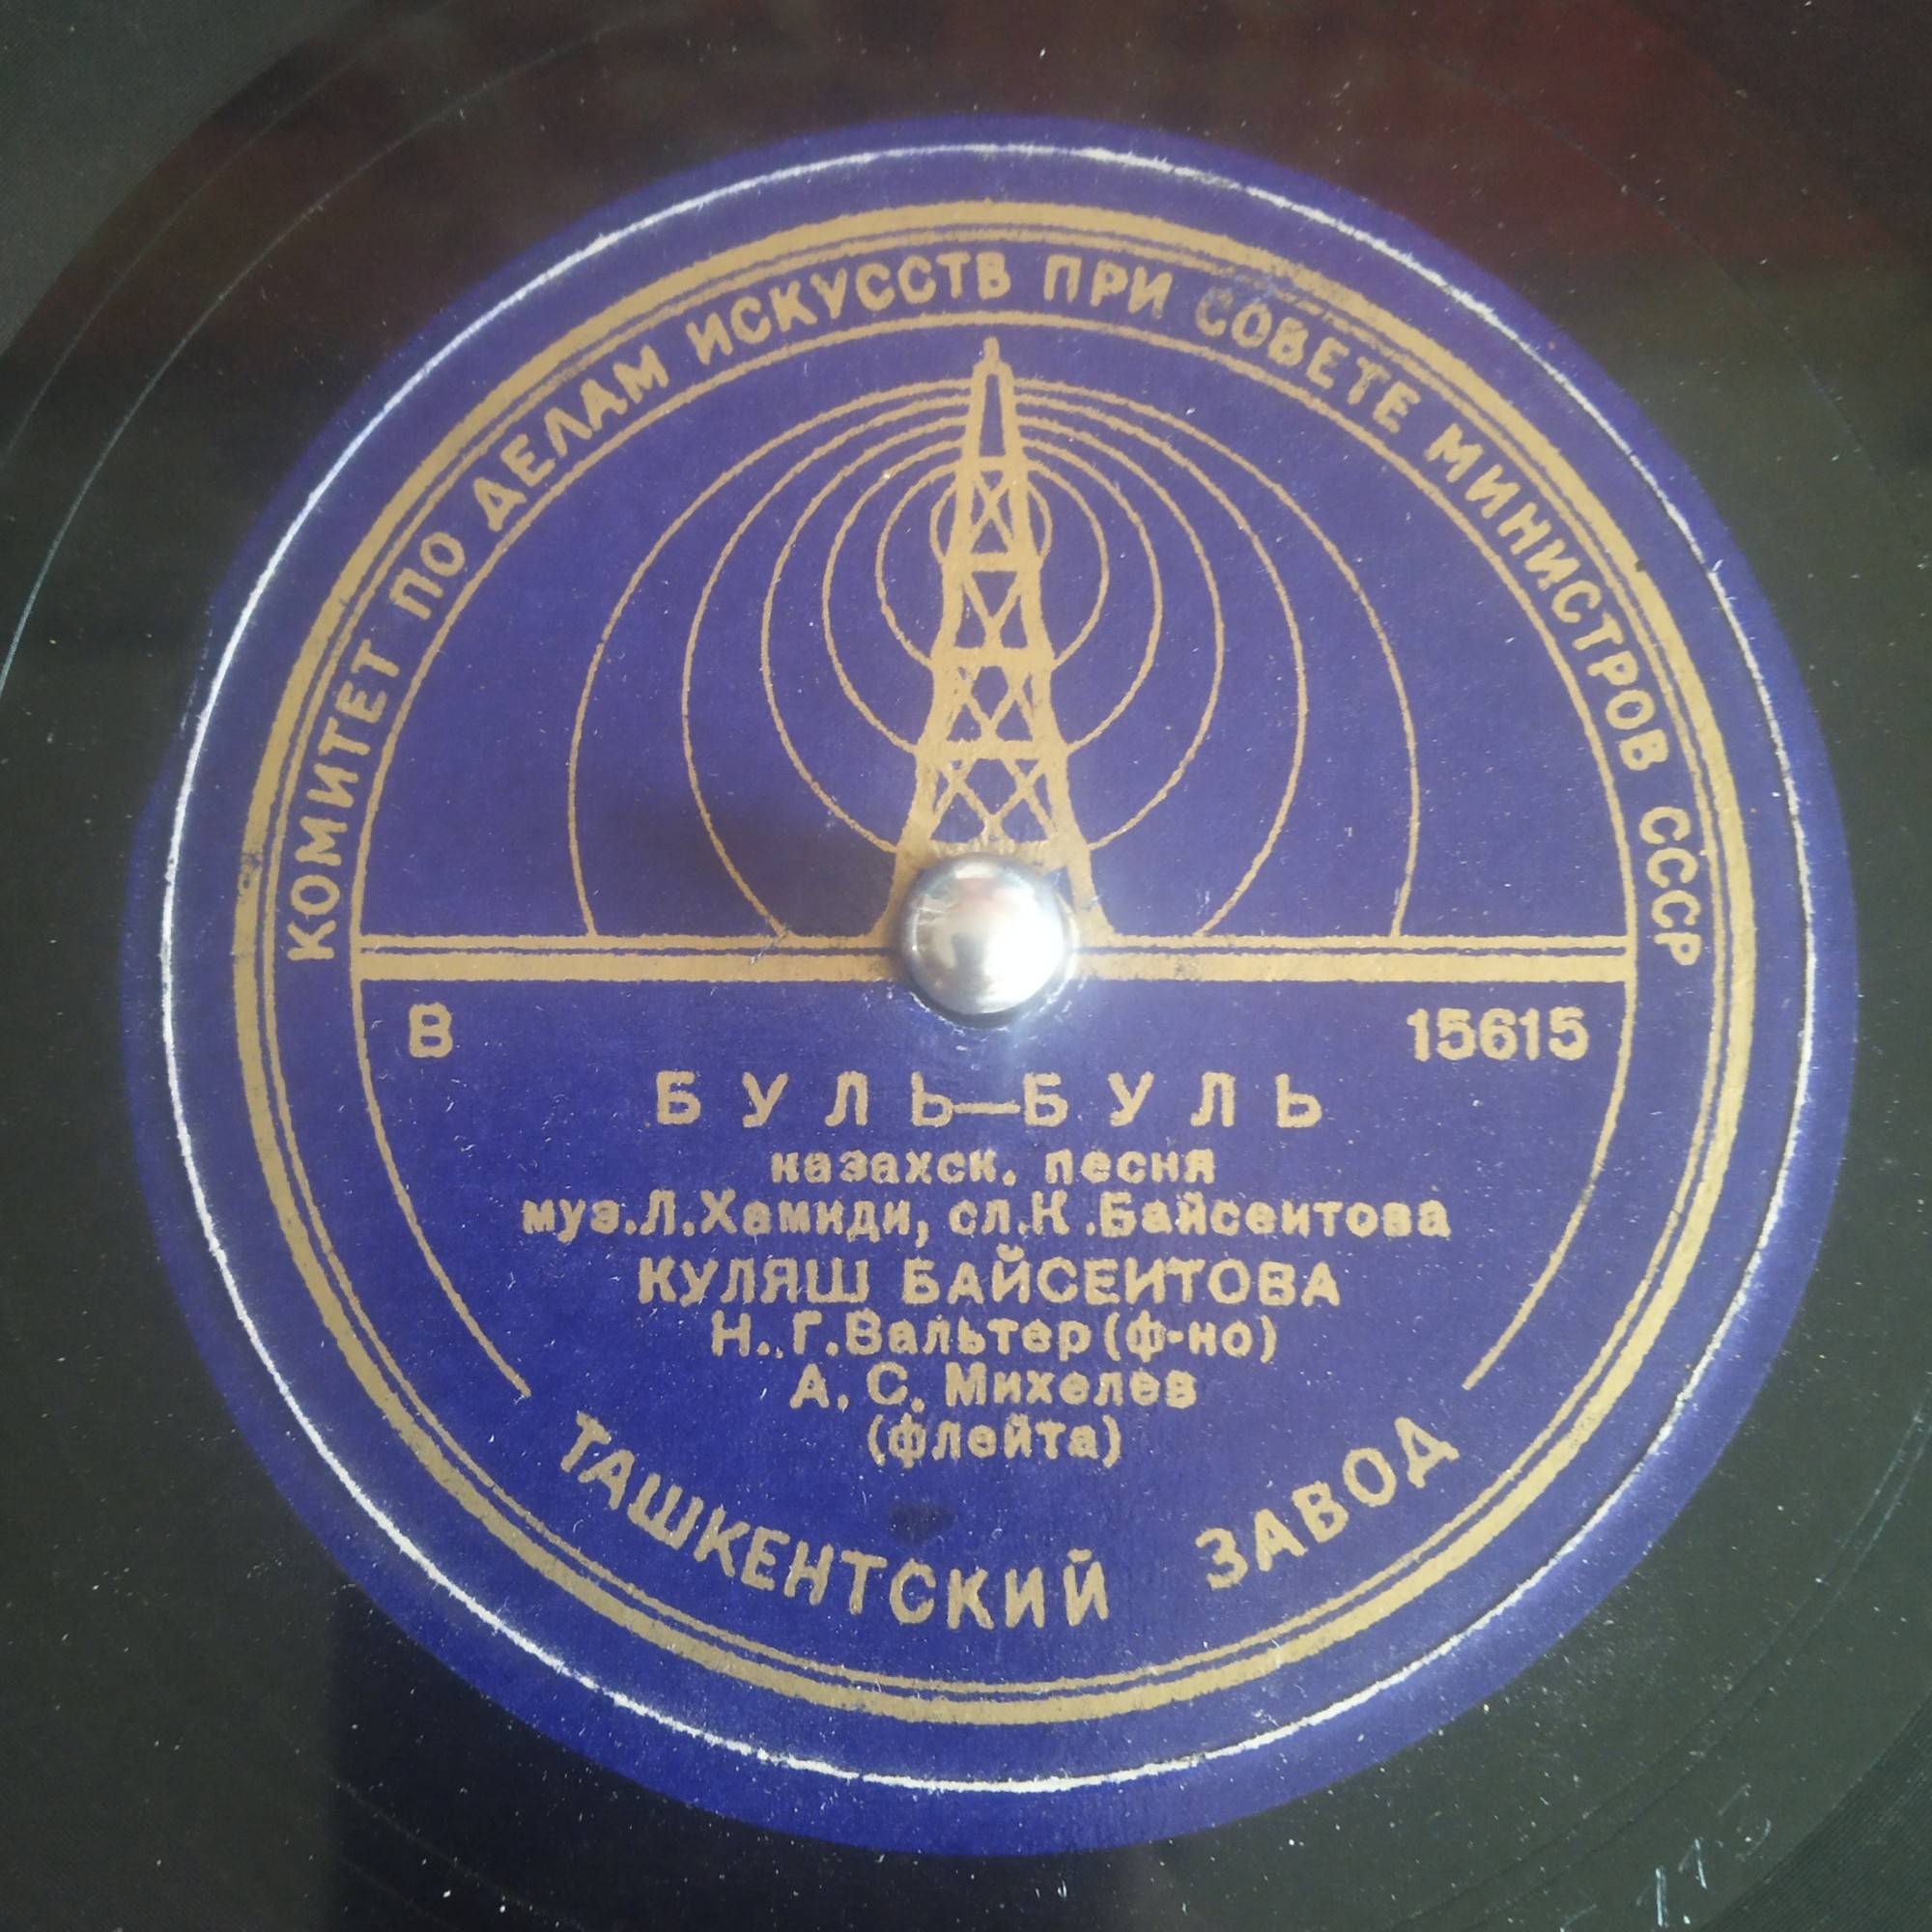 КОМИТЕТ ПО ДЕЛАМ ИСКУССТВ ПРИ СОВЕТЕ МИНИСТРОВ СССР
В 15615
БУЛЬ—БУЛЬ
казахск. песня
муз.Л.Хамиди, сл.К.Байсеитова
КУЛЯШ БАЙСЕИТОВА
Н.Г.Вальтер (ф-но)
А. С. Михелев
(флейта)
ТАШКЕНТСКИЙ ЗАВОД